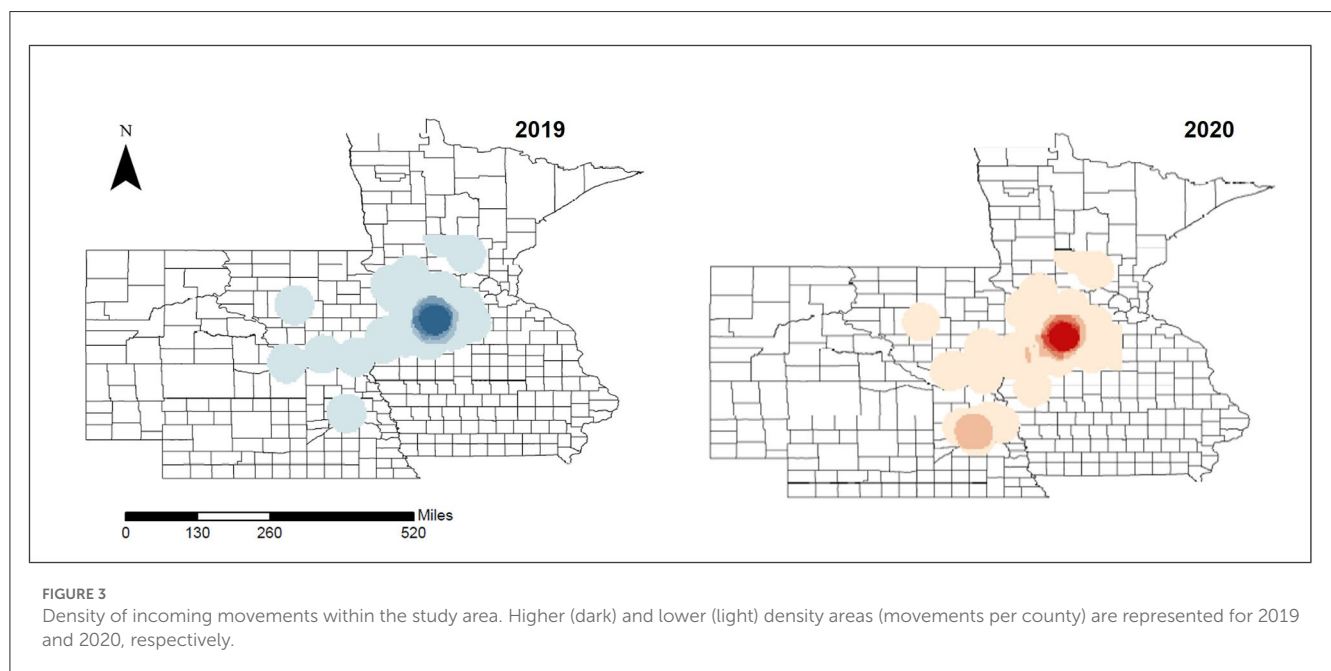 N
2019
2020
Miles
0 130 260 520
FIGURE 3
Density of incoming movements within the study area. Higher (dark) and lower (light) density areas (movements per county) are represented for 2019
and 2020, respectively.